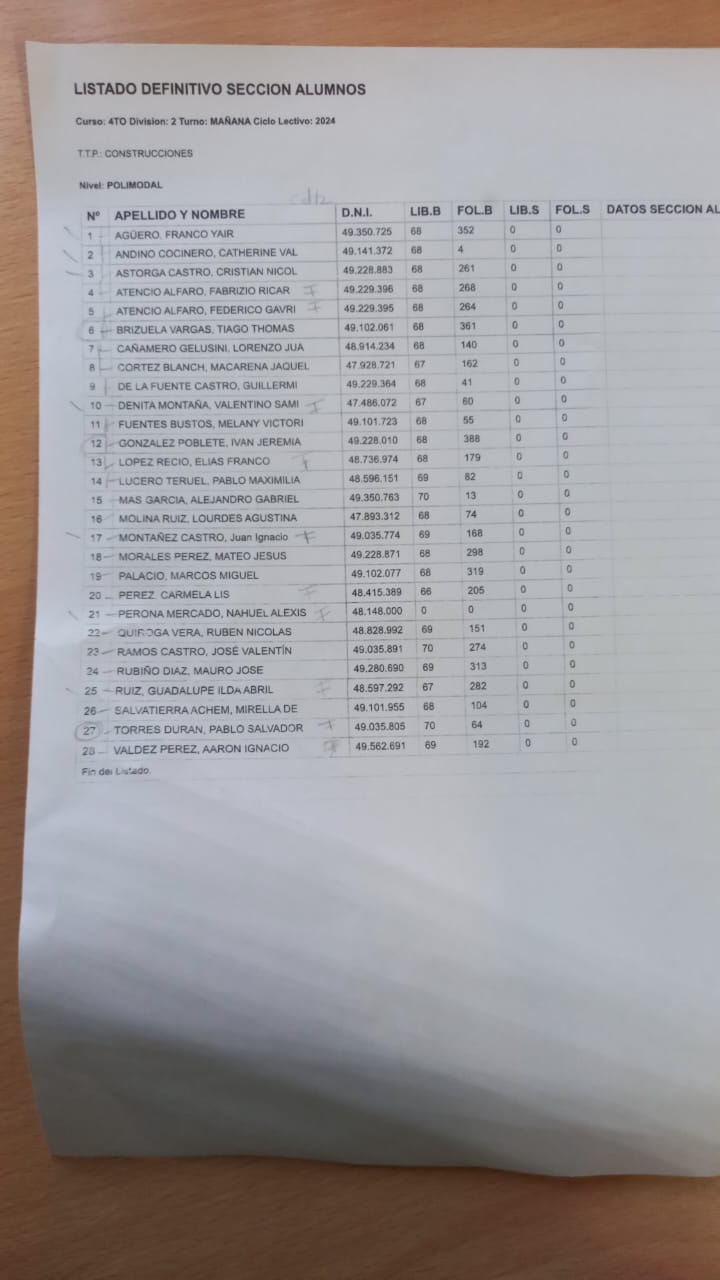 LISTADO DEFINITIVO SECCION ALUMNOS
Curso: 4TO Division: 2 Turno: MAÑANA Ciclo Lectivo: 2024
T.T.P.: CONSTRUCCIONES
Nivel: POLIMODAL
Nº APELLIDO Y NOMBRE D.N.I. LIB.B FOL.B LIB.S FOL.S DATOS SECCION AL
1 AGÜERO, FRANCO YAIR 49.350.725 68 352 0 0
2 ANDINO COCINERO, CATHERINE VAL 49.141.372 68 4 0 0
3 ASTORGA CASTRO, CRISTIAN NICOL 49.228.883 68 261 0 0
4 ATENCIO ALFARO, FABRIZIO RICAR 49.229.396 68 268 0 0
5 ATENCIO ALFARO, FEDERICO GAVRI 49.229.395 68 264 0 0
6 BRIZUELA VARGAS, TIAGO THOMAS 49.102.061 68 361 0 0
7 CAÑAMERO GELUSINI, LORENZO JUA 48.914.234 68 140 0 0
8 CORTEZ BLANCH, MACARENA JAQUEL 47.928.721 67 162 0 0
9 DE LA FUENTE CASTRO, GUILLERMI 49.229.364 68 41 0 0
10 DENITA MONTAÑA, VALENTINO SAMI 47.486.072 67 60 0 0
11 FUENTES BUSTOS, MELANY VICTORI 49.101.723 68 55 0 0
12 GONZALEZ POBLETE, IVAN JEREMIA 49.228.010 68 388 0 0
13 LOPEZ RECIO, ELIAS FRANCO 48.736.974 68 179 0 0
14 LUCERO TERUEL, PABLO MAXIMILIA 48.596.151 69 82 0 0
15 MAS GARCIA, ALEJANDRO GABRIEL 49.350.763 70 13 0 0
16 MOLINA RUIZ, LOURDES AGUSTINA 47.893.312 68 74 0 0
17 MONTAÑEZ CASTRO, Juan Ignacio 49.035.774 69 168 0 0
18 MORALES PEREZ, MATEO JESUS 49.228.871 68 298 0 0
19 PALACIO, MARCOS MIGUEL 49.102.077 68 319 0 0
20 PEREZ, CARMELA LIS 48.415.389 66 205 0 0
21 PERONA MERCADO, NAHUEL ALEXIS 48.148.000 0 0 0 0
22 QUIROGA VERA, RUBEN NICOLAS 48.828.992 69 151 0 0
23 RAMOS CASTRO, JOSÉ VALENTÍN 49.035.891 70 274 0 0
24 RUBIÑO DIAZ, MAURO JOSE 49.280.690 69 313 0 0
25 RUIZ, GUADALUPE ILDA ABRIL 48.597.292 67 282 0 0
26 SALVATIERRA ACHEM, MIRELLA DE 49.101.955 68 104 0 0
27 TORRES DURAN, PABLO SALVADOR 49.035.805 70 64 0 0
28 VALDEZ PEREZ, AARON IGNACIO 49.562.691 69 192 0 0
Fin del Listado.